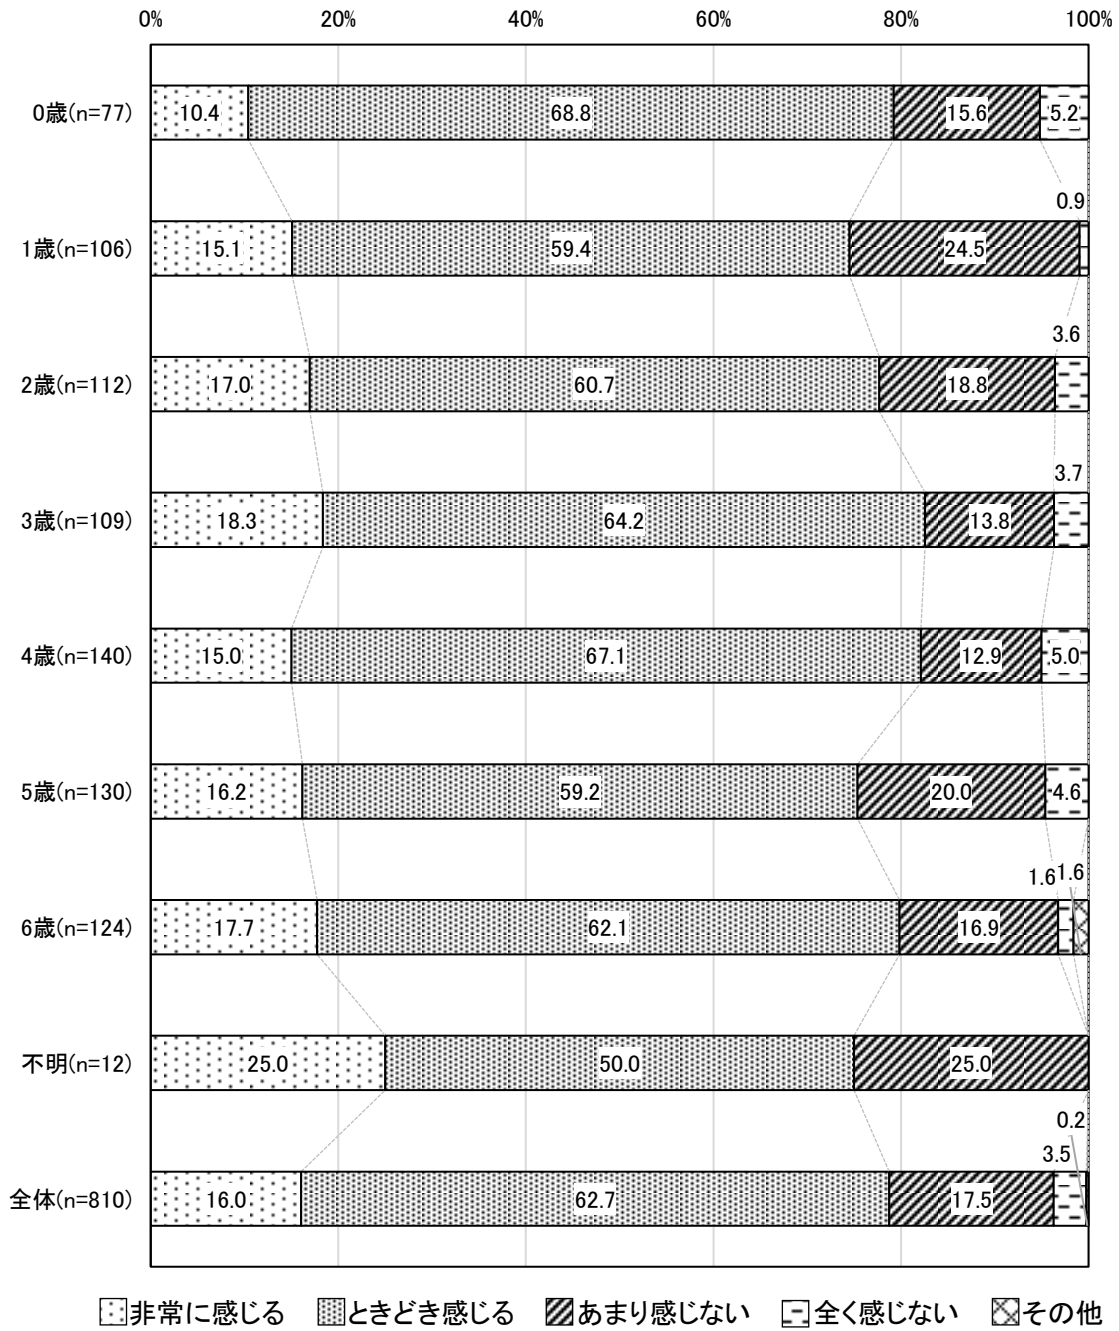 0% 20% 40% 60% 80% 100%
0歳(n=77) 10.4 68.8 15.6 5.2
0.9
1歳(n=106) 15.1 59.4 24.5
3.6
2歳(n=112) 17.0 60.7 18.8
3.7
3歳(n=109) 18.3 64.2 13.8
4歳(n=140) 15.0 67.1 12.9 5.0
5歳(n=130) 16.2 59.2 20.0 4.6
1.6 1.6
6歳(n=124) 17.7 62.1 16.9
不明(n=12) 25.0 50.0 25.0
0.2
3.5
全体(n=810) 16.0 62.7 17.5
非常に感じる ときどき感じる あまり感じない 全く感じない その他